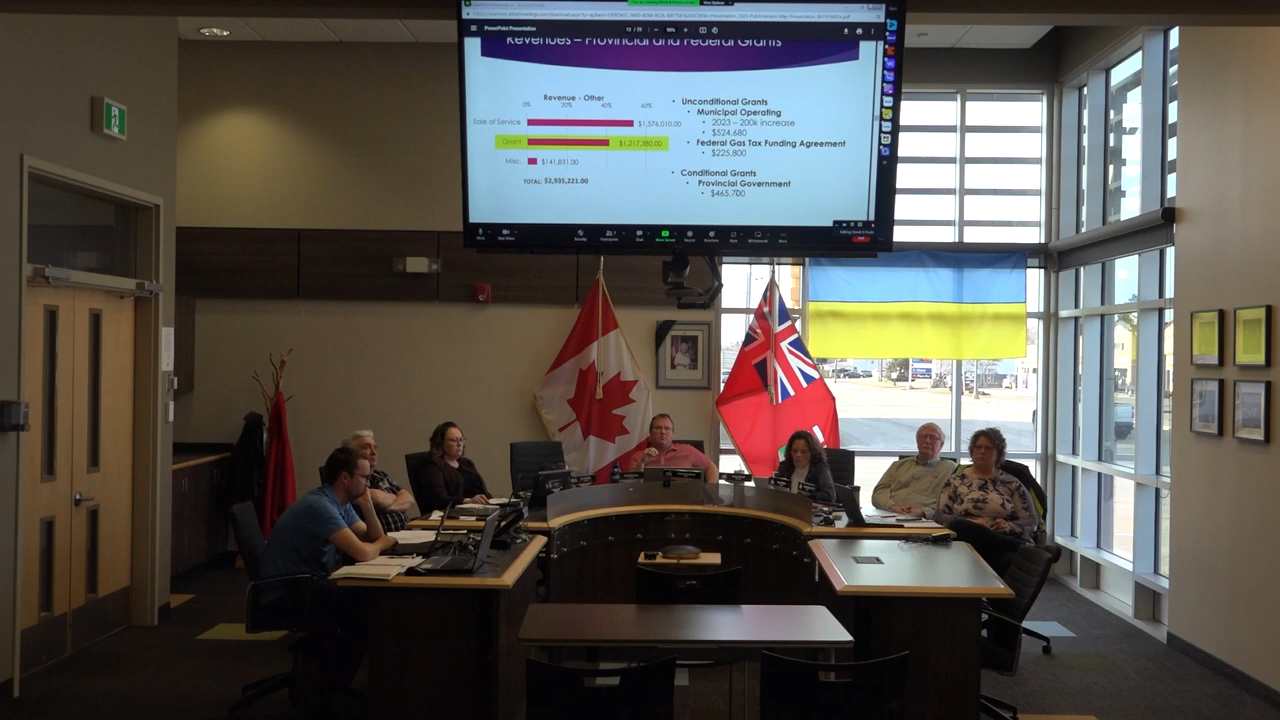 PowerPoint Presentation
Revenues – Provincial and Federal Grants
Revenue - Other
0% 20% 40% 60%
Sale of Service $1,576,010.00
Grant $1,217,380.00
Misc. $141,831.00
TOTAL: $2,935,221.00
• Unconditional Grants
• Municipal Operating
• 2023 – 200k increase
• $524,680
• Federal Gas Tax Funding Agreement
• $225,800
• Conditional Grants
• Provincial Government
• $465,700